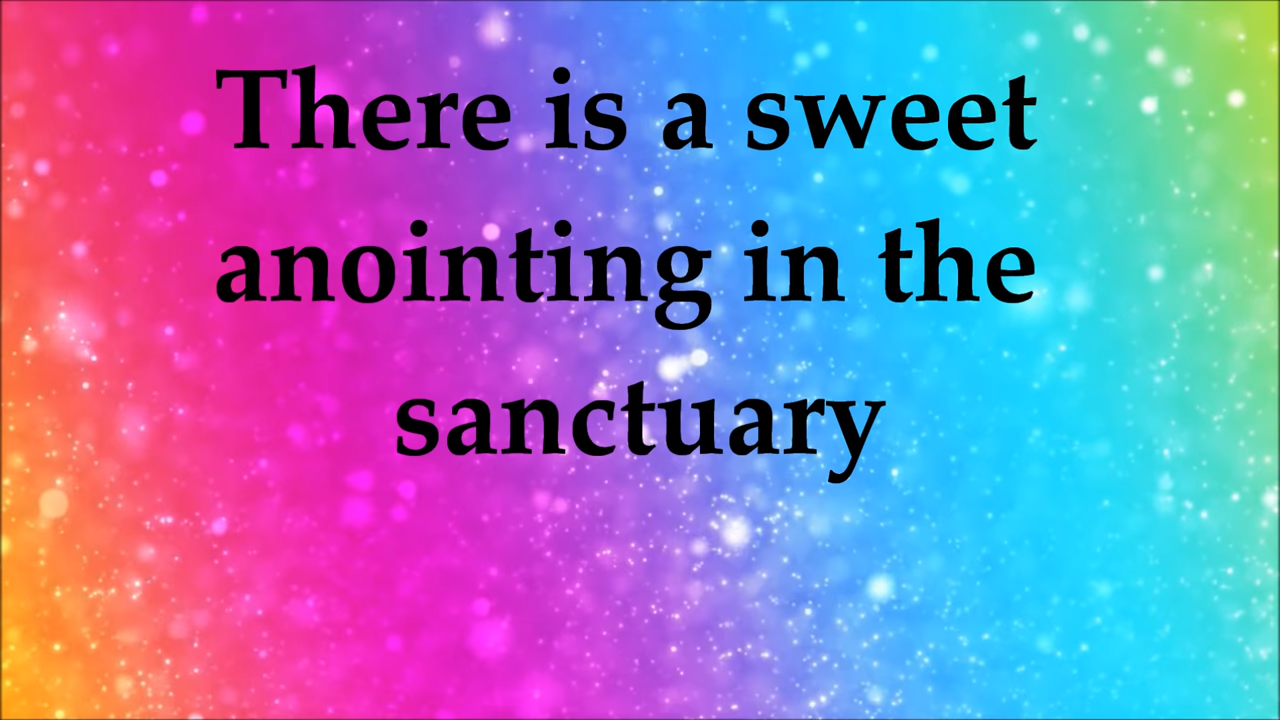 There is a sweet
anointing in the
sanctuary